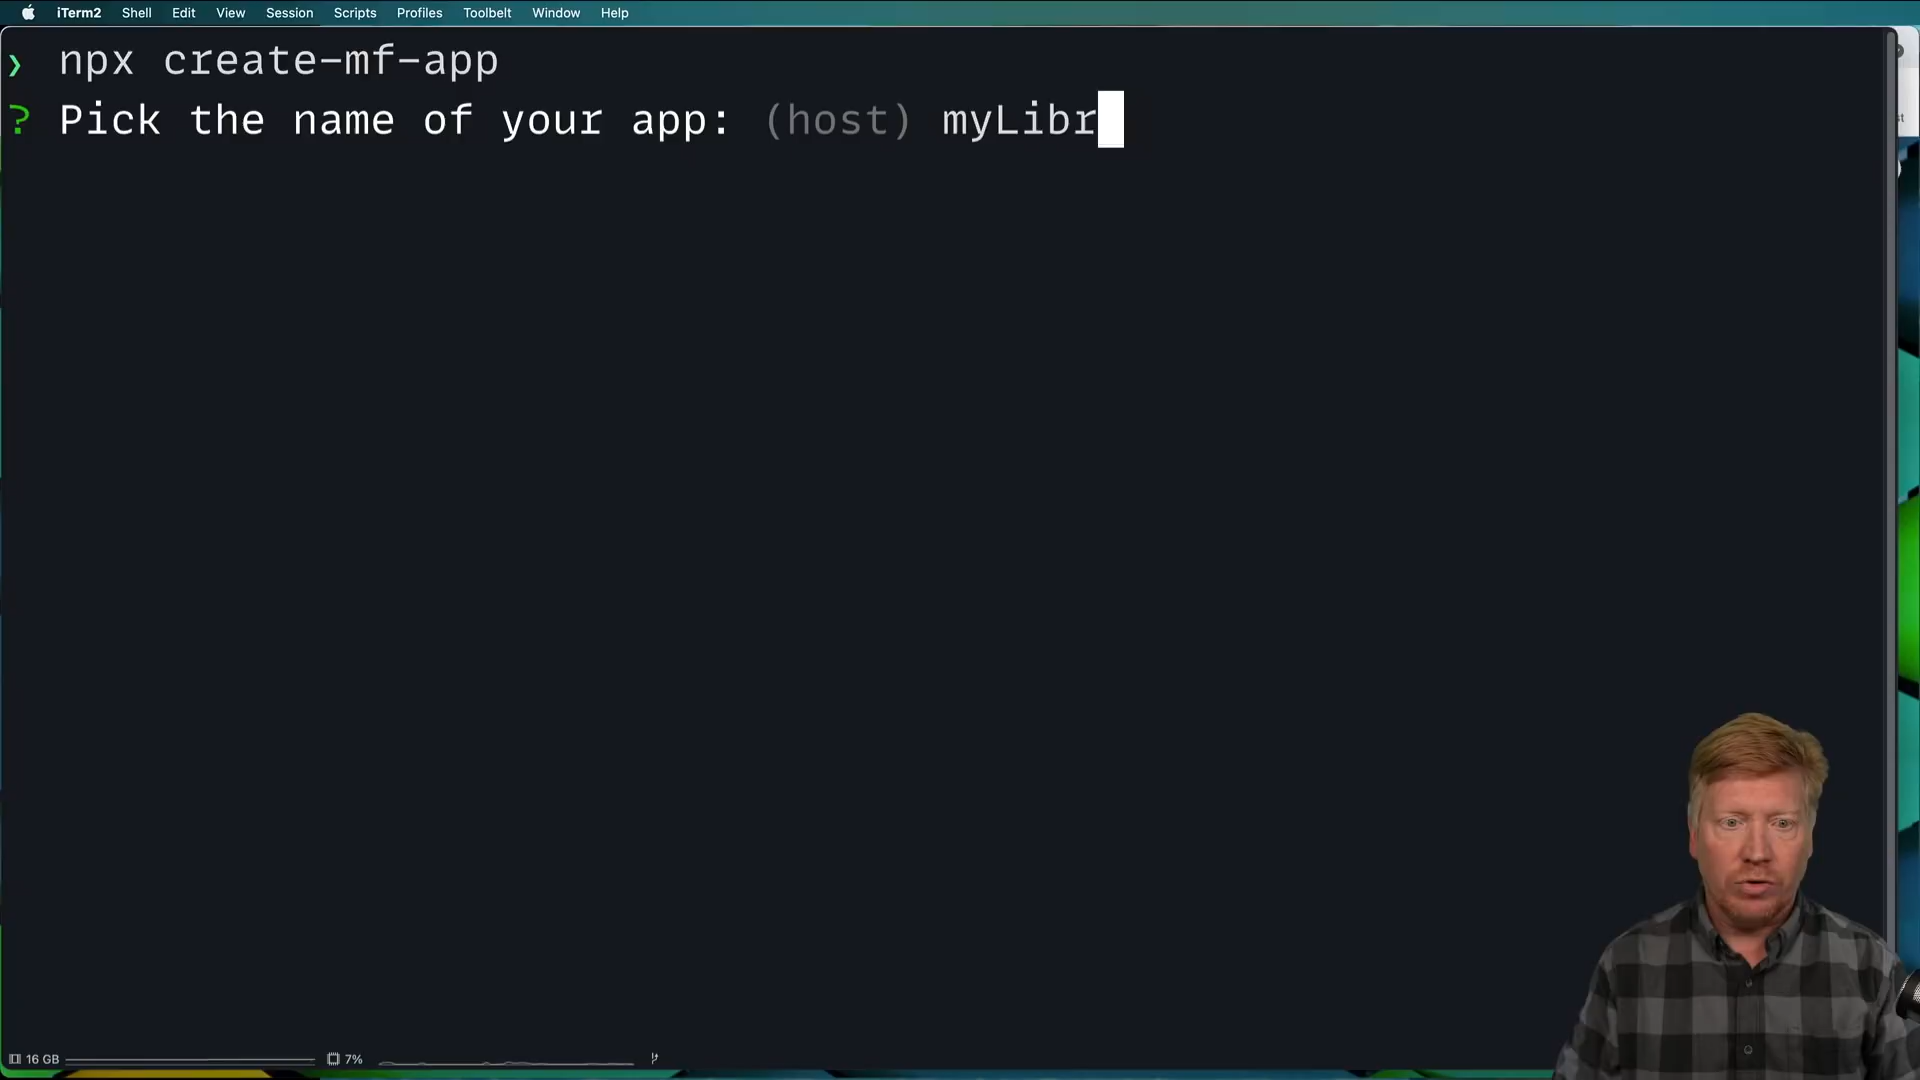 iTerm2 Shell Edit View Session Scripts Profiles Toolbelt Window Help
❯ npx create-mf-app
? Pick the name of your app: (host) myLibr
16 GB 7%